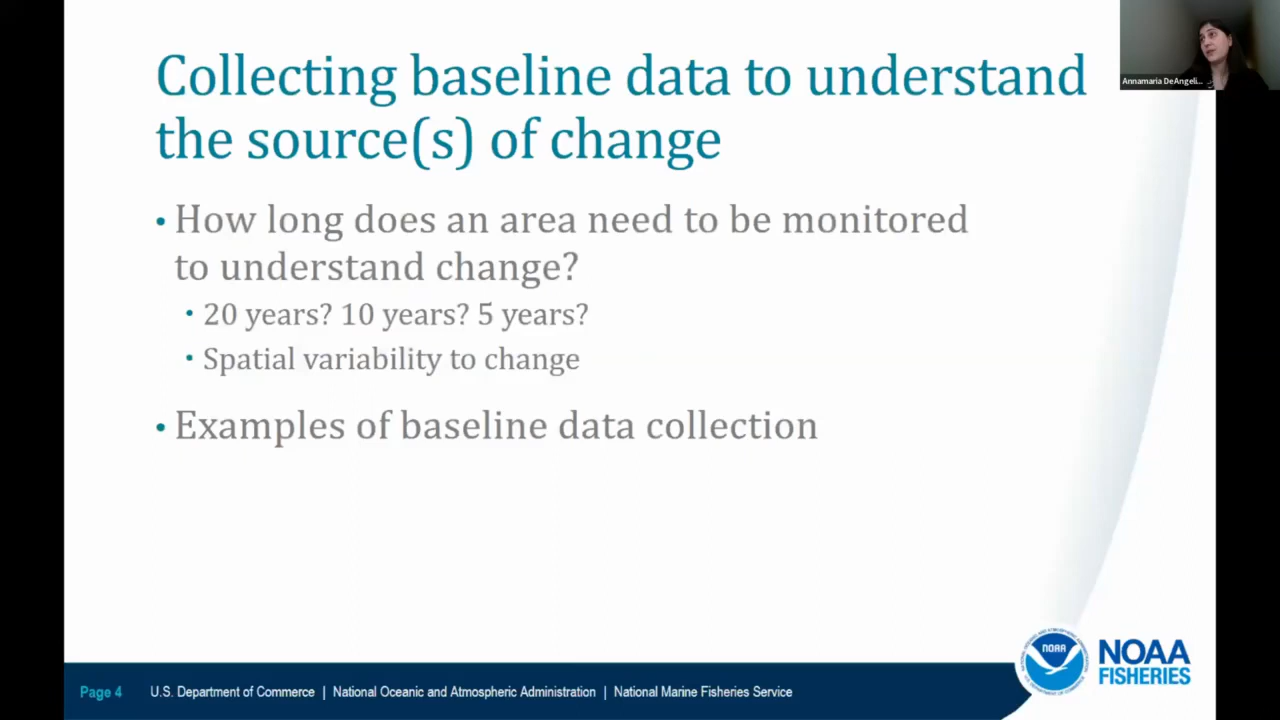 Collecting baseline data to understand
the source(s) of change
Annamaria DeAngeli...
• How long does an area need to be monitored
to understand change?
• 20 years? 10 years? 5 years?
• Spatial variability to change
• Examples of baseline data collection
NOAA
NOAA
FISHERIES
Page 4 U.S. Department of Commerce | National Oceanic and Atmospheric Administration | National Marine Fisheries Service